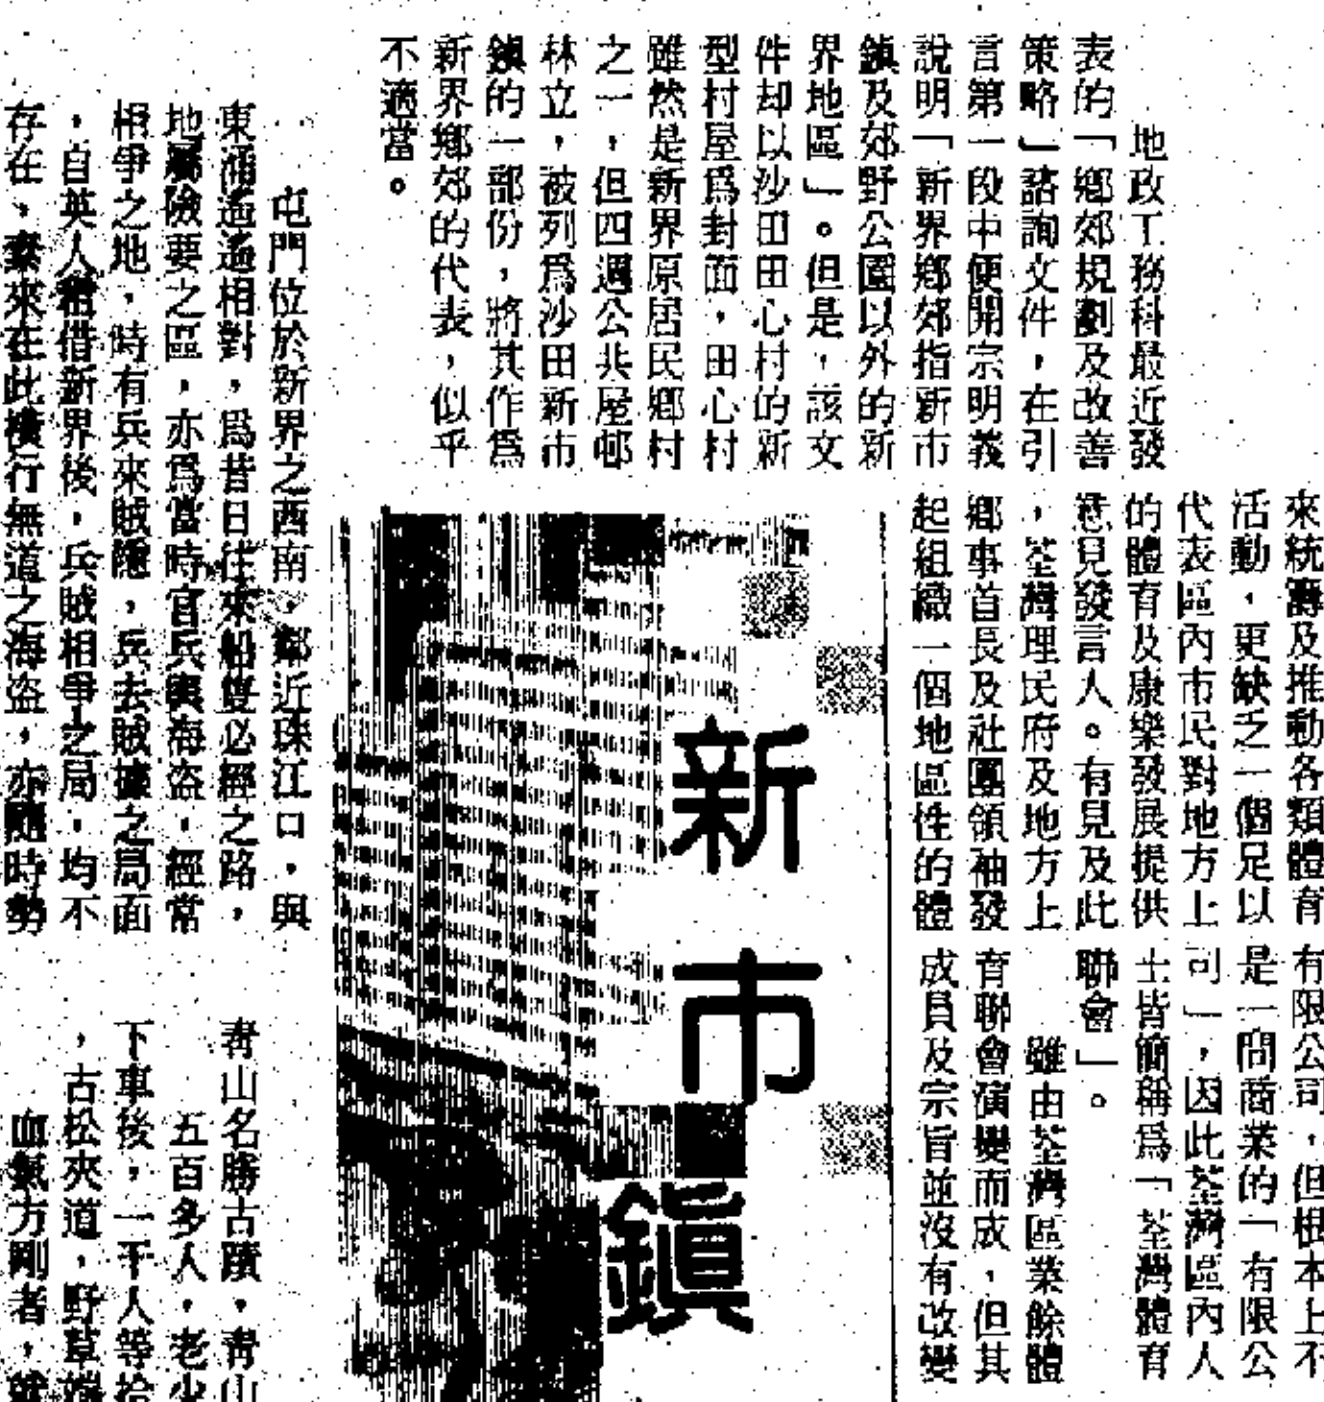 地政工務科最近發
表的「鄉郊規劃及改善
策略」諮詢文件，在引
言第一段中便開宗明義
說明「新界鄉郊指新市
鎮及郊野公園以外的新
界地區」。但是，該文
件却以沙田田心村的新
型村屋爲封面，田心村
雖然是新界原居民鄉村
之一，但四週公共屋邨
林立，被列爲沙田新市
鎮的一部份，將其作爲
新界鄉郊的代表，似乎
不適當。
來統籌及推動各類體育
活動，更缺乏一個足以
代表區內市民對地方上
的體育及康樂發展提供
意見發言人。有見及此
，荃灣理民府及地方上
鄉事首長及社團領袖發
起組織一個地區性的體
有限公司，但根本上不
是一間商業的「有限公
司」，因此荃灣區內人
士皆簡稱爲「荃灣體育
聯會」。
雖由荃灣區業餘體
育聯會演變而成，但其
成員及宗旨並沒有改變
新市鎮
屯門位於新界之西南，鄰近珠江口，與
東涌遙遙相對，爲昔日往來船隻必經之路，
地屬險要之區，亦爲當時官兵與海盜，經常
相爭之地，時有兵來賊隱，兵去賊據之局面
，自英人租借新界後，兵賊相爭之局，均不
存在，素來在此橫行無道之海盜，亦隨時勢
青山名勝古蹟，青山
五百多人，老少
下車後，一干人等拾
，古松夾道，野草
血氣方剛者，